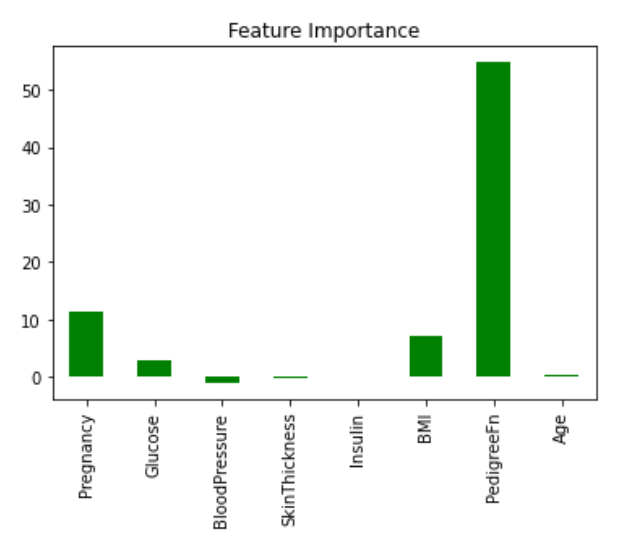 Feature Importance
50
40
30
20
10
0
Pregnancy
Glucose
BloodPressure
SkinThickness
Insulin
BMI
PedigreeFn
Age